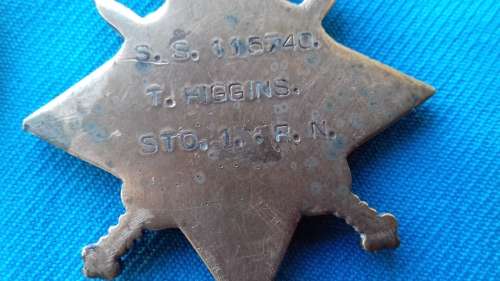 S. S. 115740.
T. HIGGINS.
STO. 1. R. N.